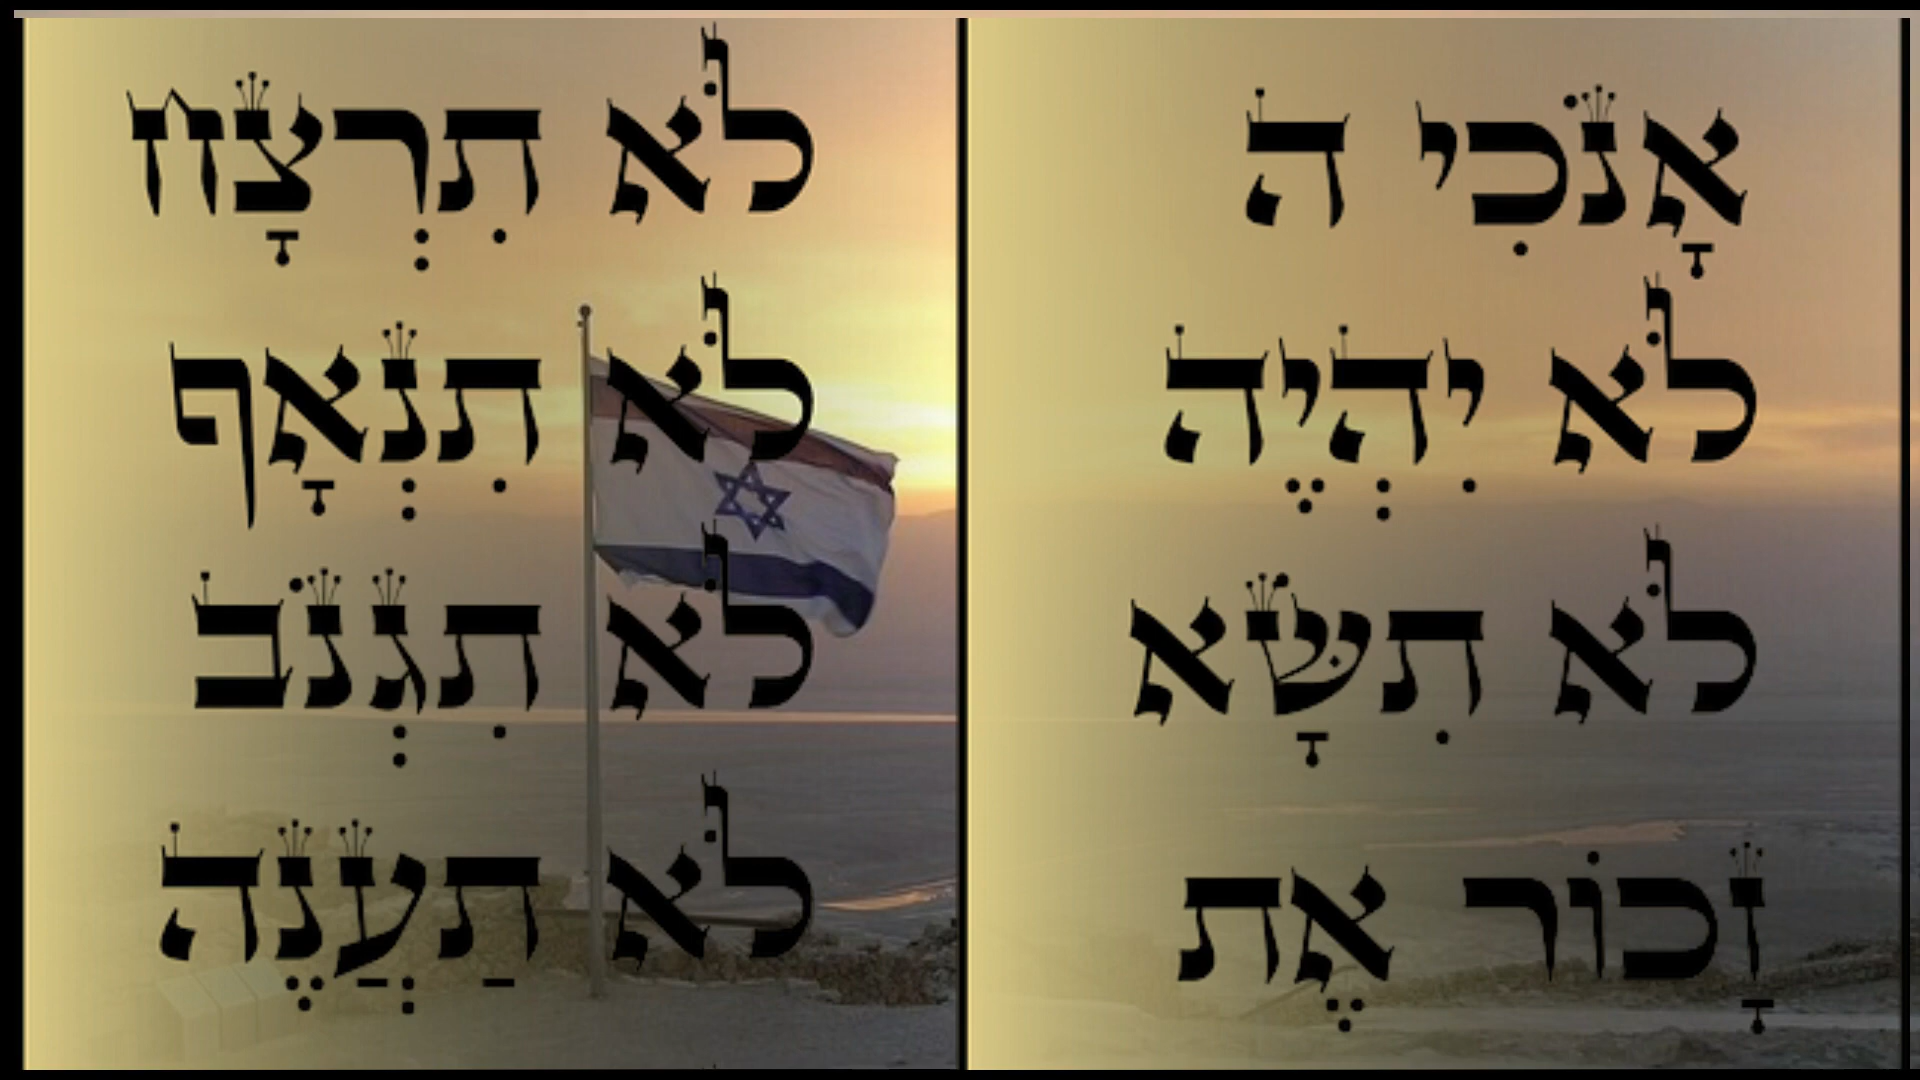 אָנֹכִי ה
לֹא יִהְיֶה
לֹא תִשָּׂא
זָכוֹר אֶת
לֹא תִרְצָח
לֹא תִנְאָף
לֹא תִגְנֹב
לֹא תַעֲנֶה